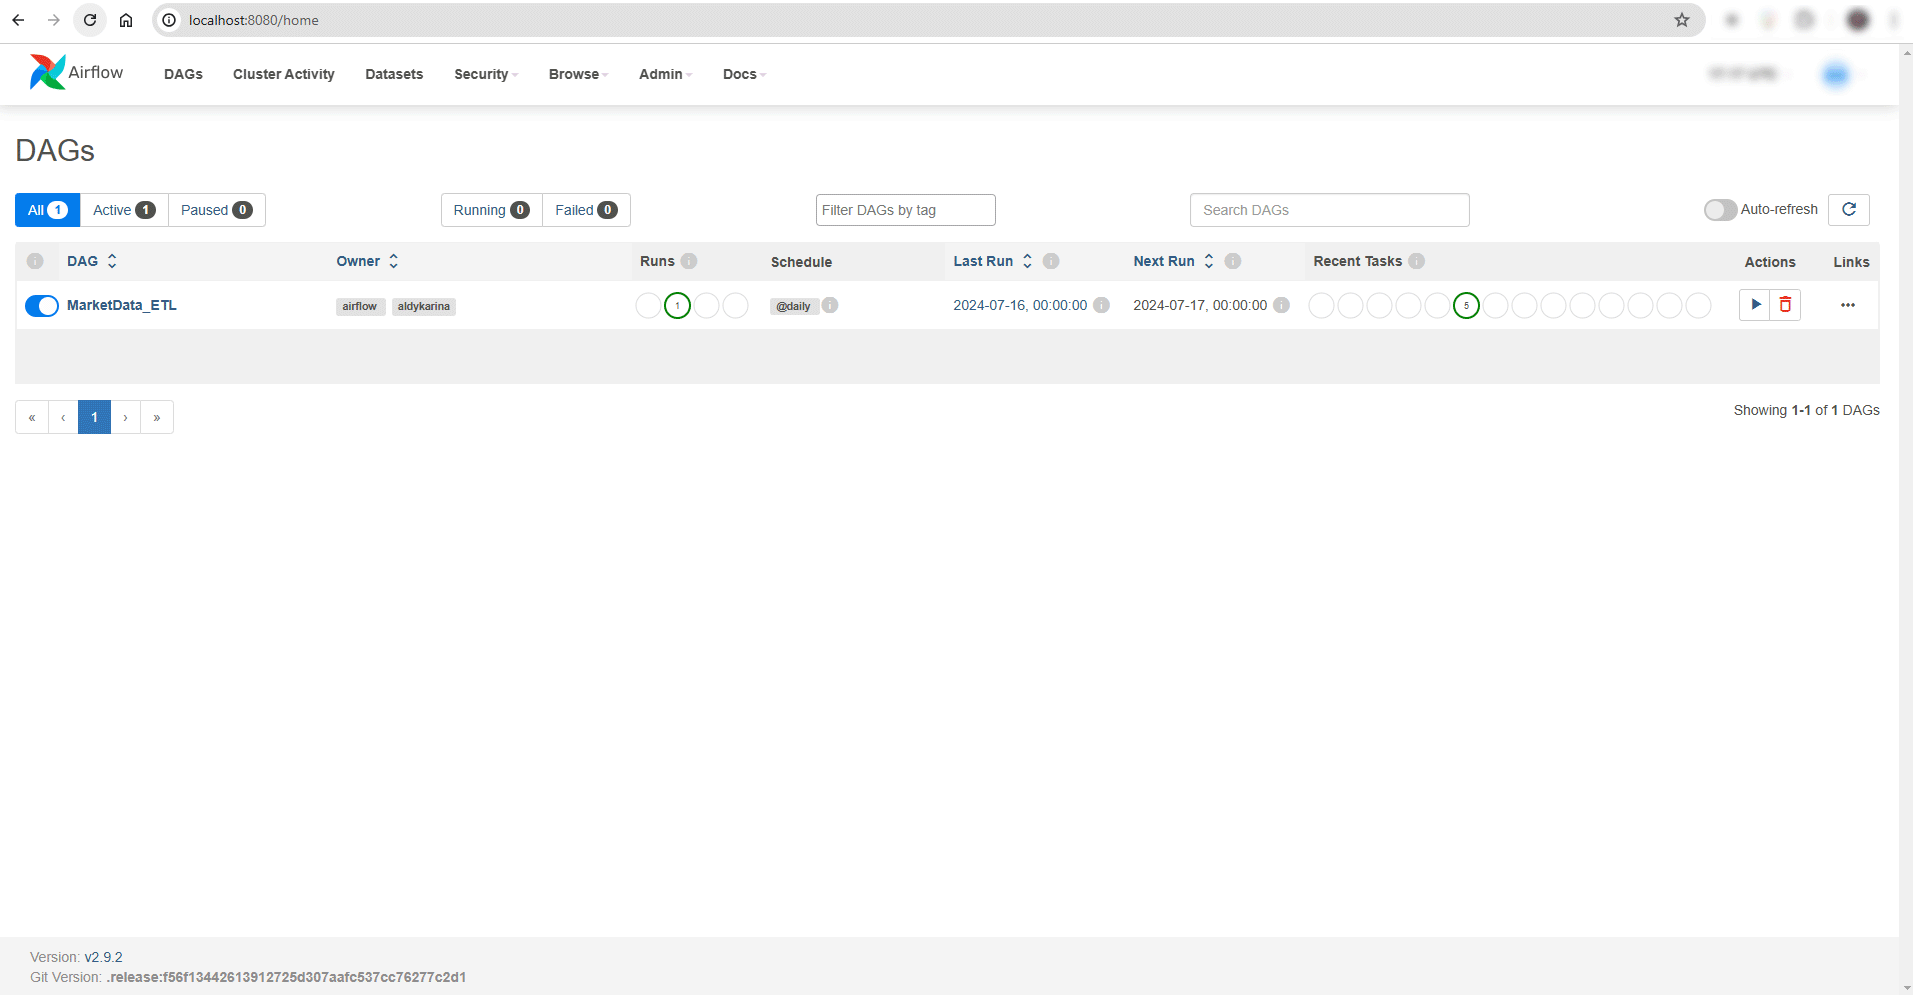 localhost:8080/home
Airflow DAGs Cluster Activity Datasets Security Browse Admin Docs
DAGs
All 1 Active 1 Paused 0 Running 0 Failed 0 Filter DAGs by tag Search DAGs Auto-refresh
DAG Owner Runs Schedule Last Run Next Run Recent Tasks Actions Links
MarketData_ETL airflow aldykarina 1 @daily 2024-07-16, 00:00:00 2024-07-17, 00:00:00 5
« ‹ 1 › » Showing 1-1 of 1 DAGs
Version: v2.9.2
Git Version: .release:f56f13442613912725d307aafc537cc76277c2d1